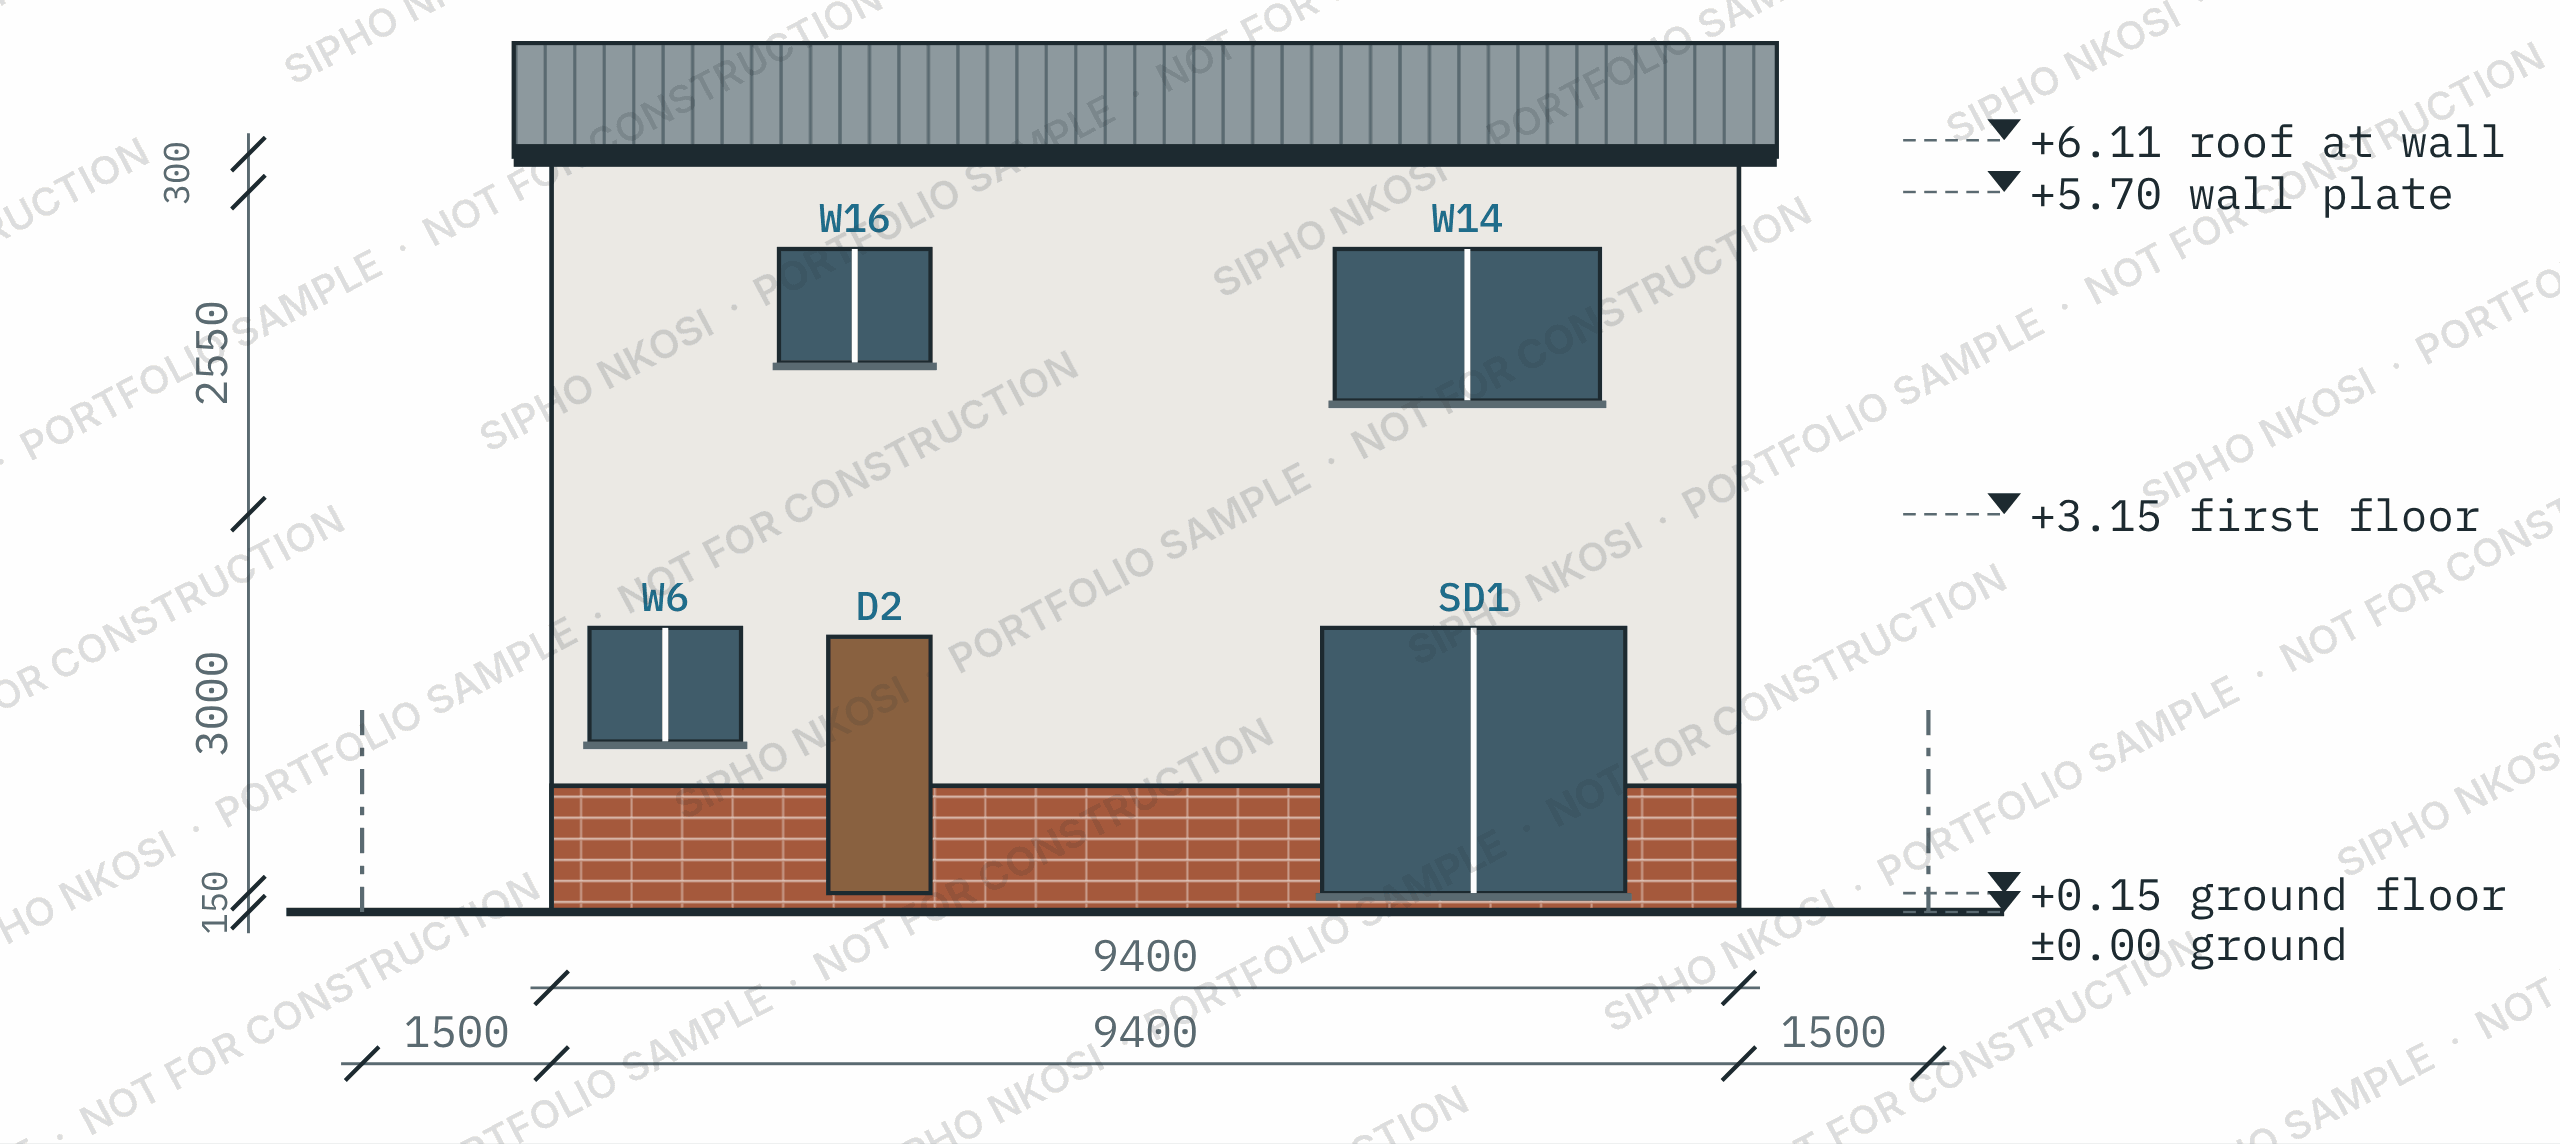 +6.11 roof at wall
300
+5.70 wall plate
W16
W14
2550
+3.15 first floor
W6
D2
SD1
3000
150
+0.15 ground floor
±0.00 ground
9400
1500
9400
1500
SIPHO NKOSI · PORTFOLIO SAMPLE · NOT FOR CONSTRUCTION